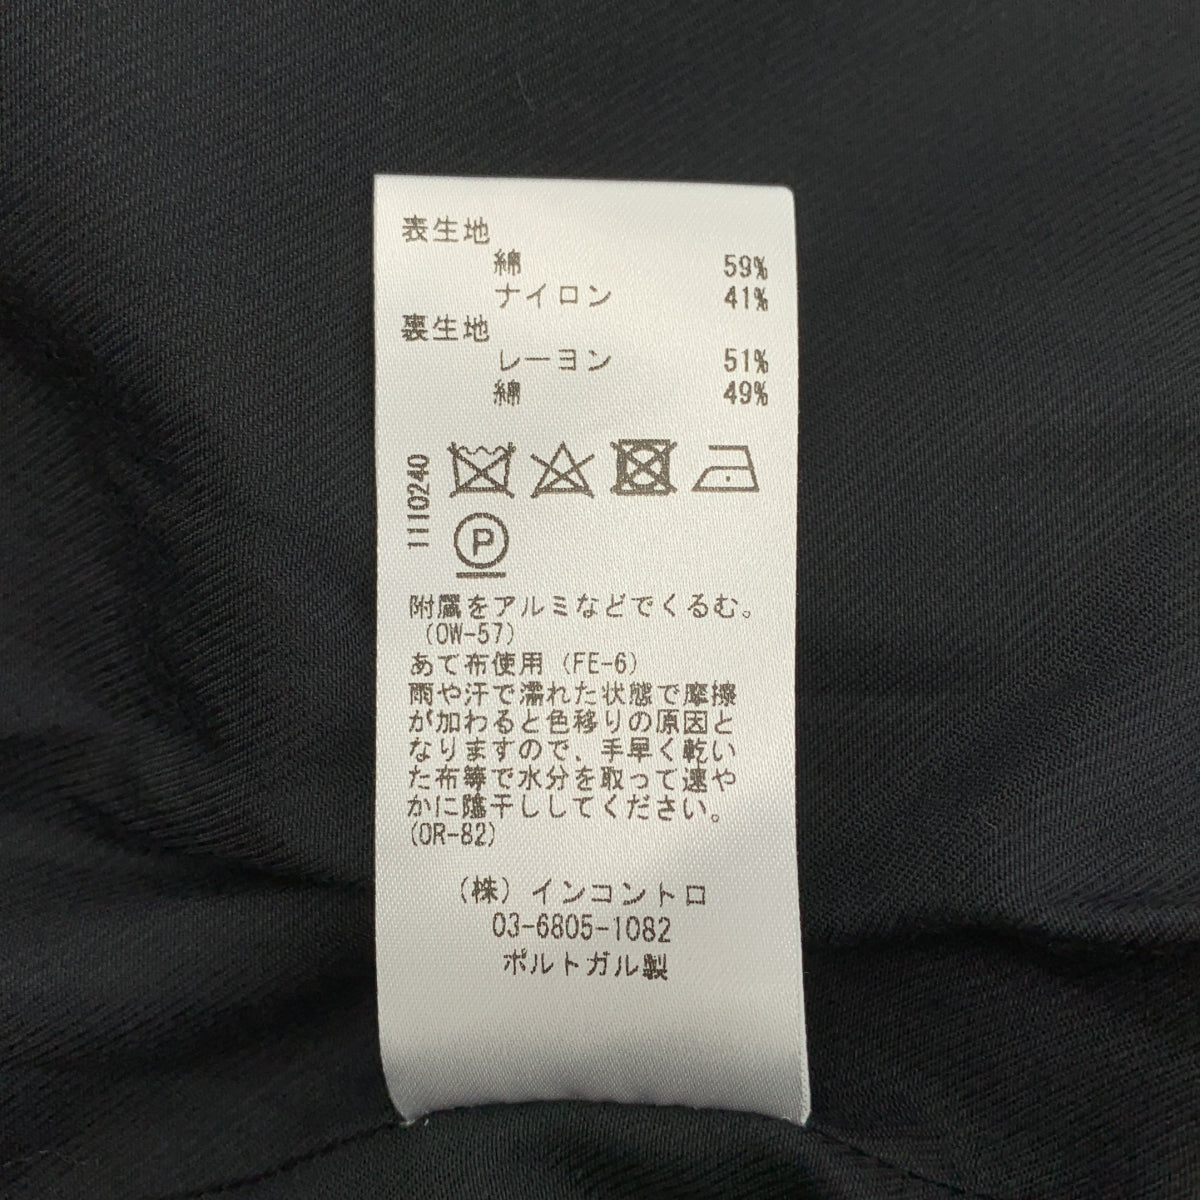 表生地
綿 59%
ナイロン 41%
裏生地
レーヨン 51%
綿 49%
1110240
P
附属をアルミなどでくるむ。
(OW-57)
あて布使用(FE-6)
雨や汗で濡れた状態で摩擦
が加わると色移りの原因と
なりますので、手早く乾い
た布等で水分を取って速や
かに陰干ししてください。
(OR-82)
(株)インコントロ
03-6805-1082
ポルトガル製